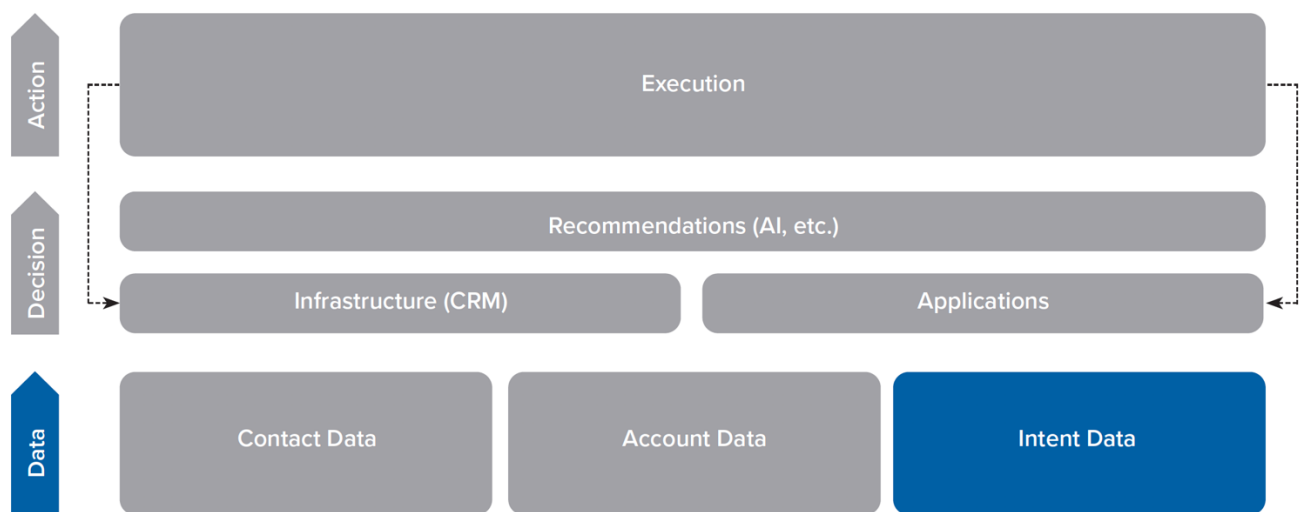 Action
Execution
Decision
Recommendations (AI, etc.)
Infrastructure (CRM)
Applications
Data
Contact Data
Account Data
Intent Data